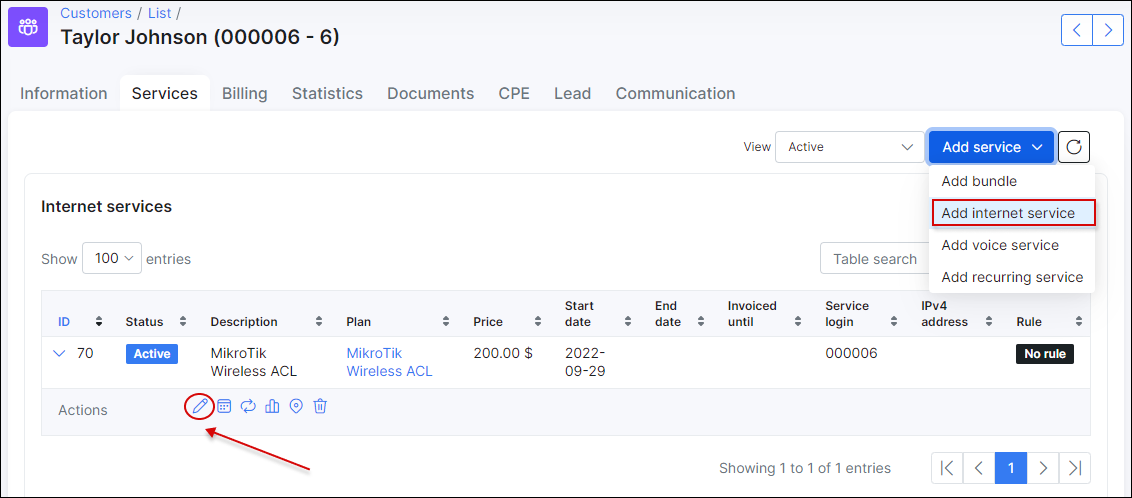 Customers / List /
Taylor Johnson (000006 - 6)
Information Services Billing Statistics Documents CPE Lead Communication
View Active Add service
Add bundle
Internet services
Add internet service
Add voice service
Show 100 entries
Table search
Add recurring service
ID Status Description Plan Price Start date End date Invoiced until Service login IPv4 address Rule
70 Active MikroTik Wireless ACL MikroTik Wireless ACL 200.00 $ 2022-09-29 000006 No rule
Actions
Showing 1 to 1 of 1 entries 1